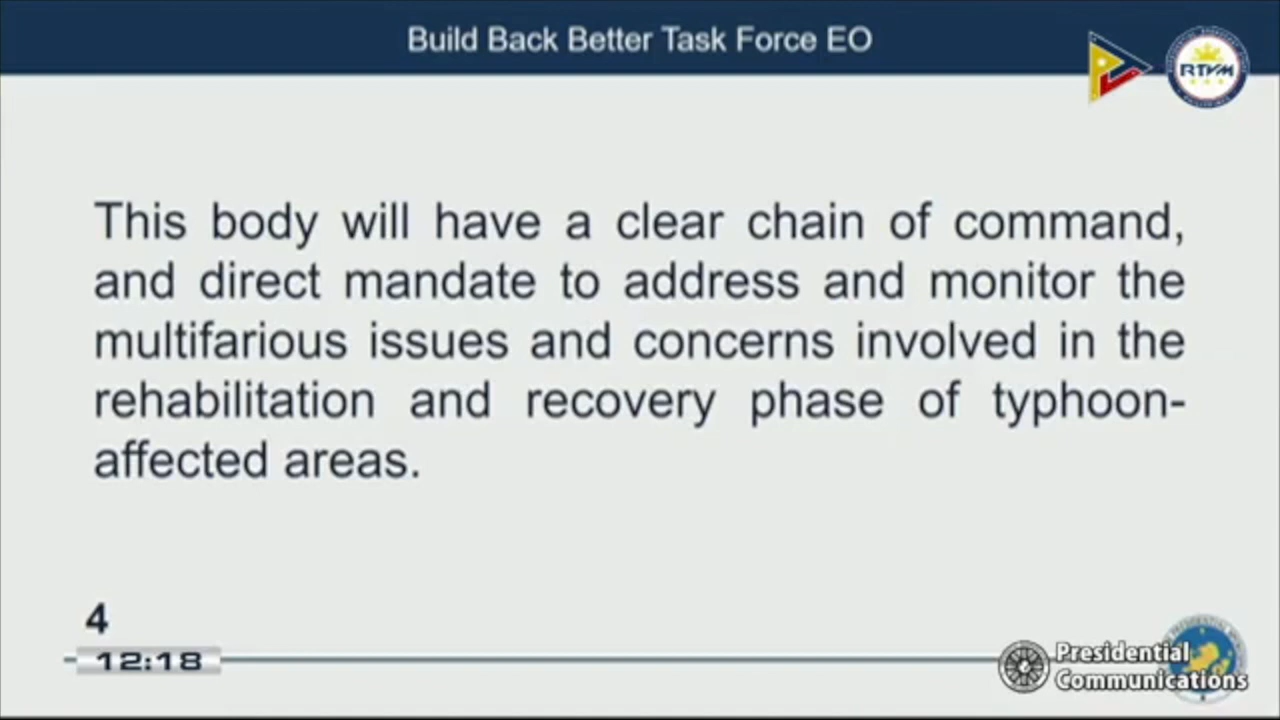 Build Back Better Task Force EO
RTVM
This body will have a clear chain of command,
and direct mandate to address and monitor the
multifarious issues and concerns involved in the
rehabilitation and recovery phase of typhoon-
affected areas.
4
12:18
Presidential
Communications